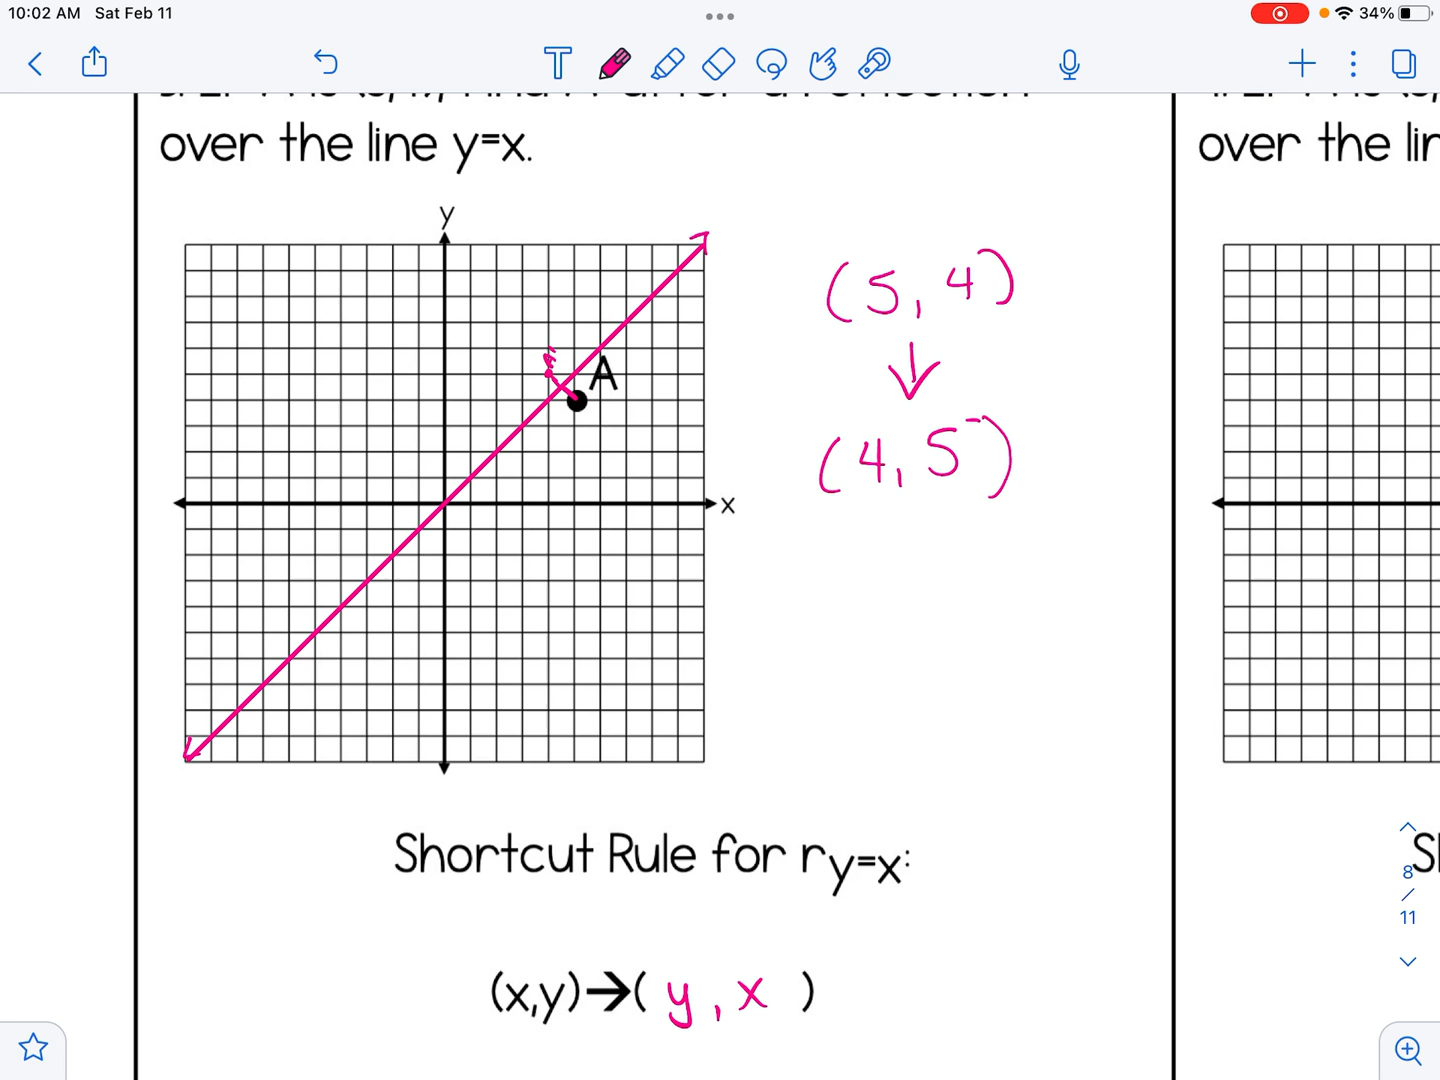 10:02 AM Sat Feb 11
34%
T
over the line y=x.
over the
y
A
x
(5, 4)
(4, 5)
Shortcut Rule for ry=x:
(x,y)→( y , x )
8
/
11